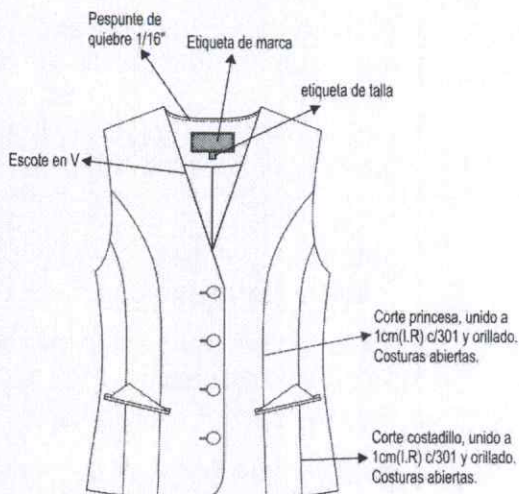 Pespunte de
quiebre 1/16"
Etiqueta de marca
etiqueta de talla
Escote en V
Corte princesa, unido a
1cm(I.R) c/301 y orillado.
Costuras abiertas.
Corte costadillo, unido a
1cm(I.R) c/301 y orillado.
Costuras abiertas.